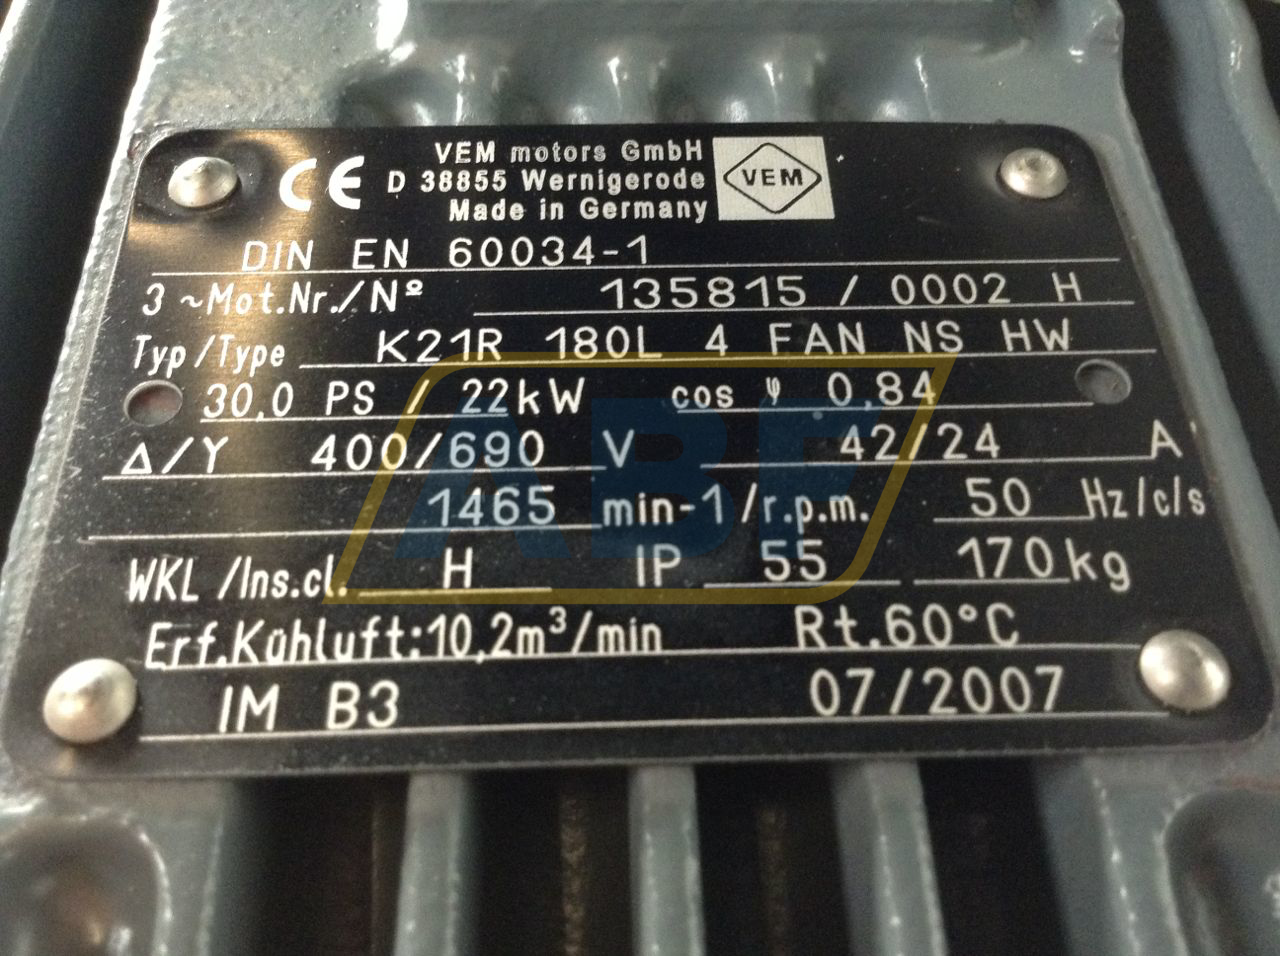 VEM motors GmbH
D 38855 Wernigerode
Made in Germany
CE
VEM
DIN EN 60034-1
3 ~Mot.Nr./Nº 135815 / 0002 H
Typ/Type K21R 180L 4 FAN NS HW
30,0 PS / 22kW cos φ 0,84
Δ/Y 400/690 V 42/24 A
1465 min-1/r.p.m. 50 Hz/c/s
WKL/Ins.cl. H IP 55 170kg
Erf.Kühluft:10,2m³/min Rt.60°C
IM B3 07/2007
ABF